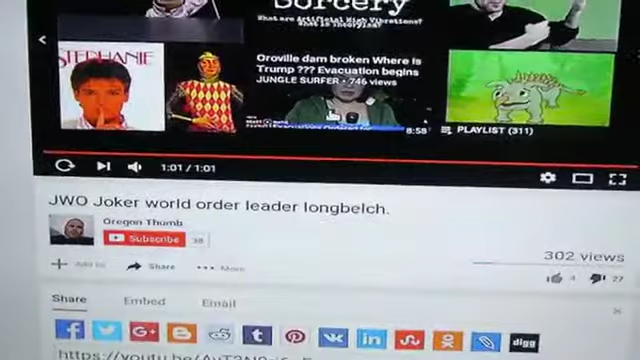 Sorcery
What are Artificial High Vibrations?
STEPHANIE
Oroville dam broken Where is
Trump ??? Evacuation begins
JUNGLE SURFER • 746 views
8:58
PLAYLIST (311)
1:01 / 1:01
JWO Joker world order leader longbelch.
Oregon Thumb
Subscribe 38
302 views
Add to Share More
4 27
Share Embed Email
f G+ t in digg
https://youtu.be/